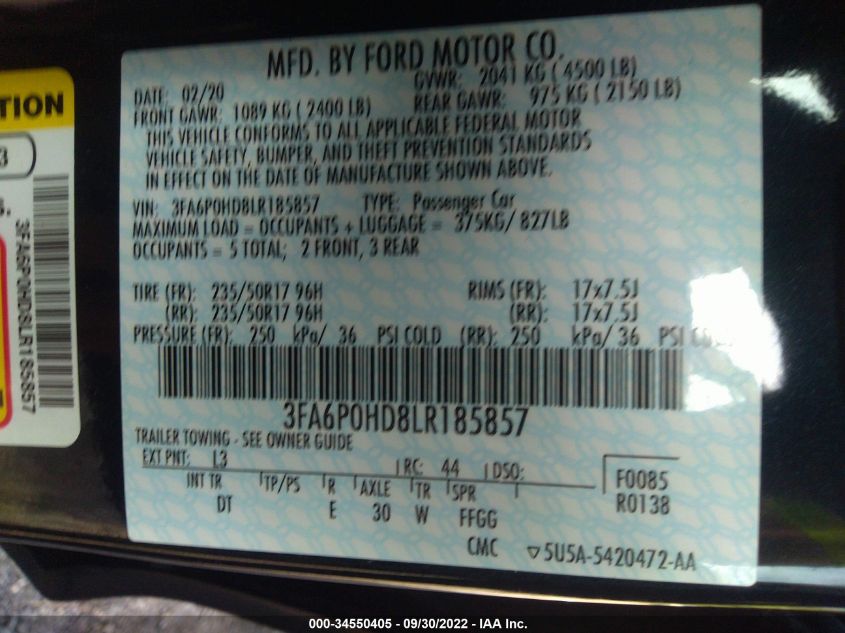 MFD. BY FORD MOTOR CO.
DATE: 02/20 GVWR: 2041 KG ( 4500 LB)
FRONT GAWR: 1089 KG ( 2400 LB) REAR GAWR: 975 KG ( 2150 LB)
THIS VEHICLE CONFORMS TO ALL APPLICABLE FEDERAL MOTOR
VEHICLE SAFETY, BUMPER, AND THEFT PREVENTION STANDARDS
IN EFFECT ON THE DATE OF MANUFACTURE SHOWN ABOVE.
VIN: 3FA6P0HD8LR185857 TYPE: Passenger Car
MAXIMUM LOAD = OCCUPANTS + LUGGAGE = 375KG/ 827LB
OCCUPANTS = 5 TOTAL; 2 FRONT, 3 REAR
TIRE (FR): 235/50R17 96H RIMS (FR): 17x7.5J
(RR): 235/50R17 96H (RR): 17x7.5J
PRESSURE (FR): 250 kPa/ 36 PSI COLD (RR): 250 kPa/ 36 PSI COLD
3FA6P0HD8LR185857
TRAILER TOWING - SEE OWNER GUIDE
EXT PNT: L3 RC: 44 DSO:
INT TR TP/PS R AXLE TR SPR
DT E 30 W FFGG
F0085
R0138
CMC ▽5U5A-5420472-AA
TION
3
3FA6P0HD8LR185857
000-34550405 - 09/30/2022 - IAA Inc.